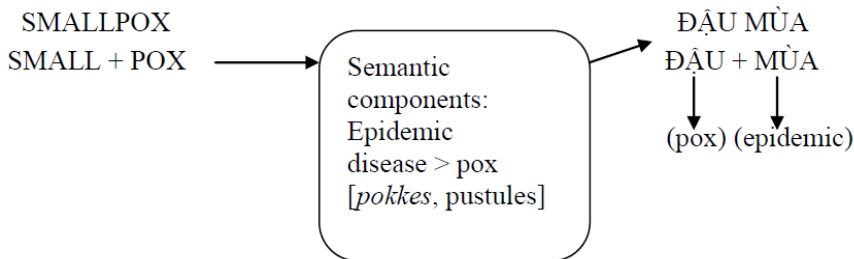 SMALLPOX
SMALL + POX
Semantic
components:
Epidemic
disease > pox
[pokkes, pustules]
ĐẬU MÙA
ĐẬU + MÙA
(pox) (epidemic)